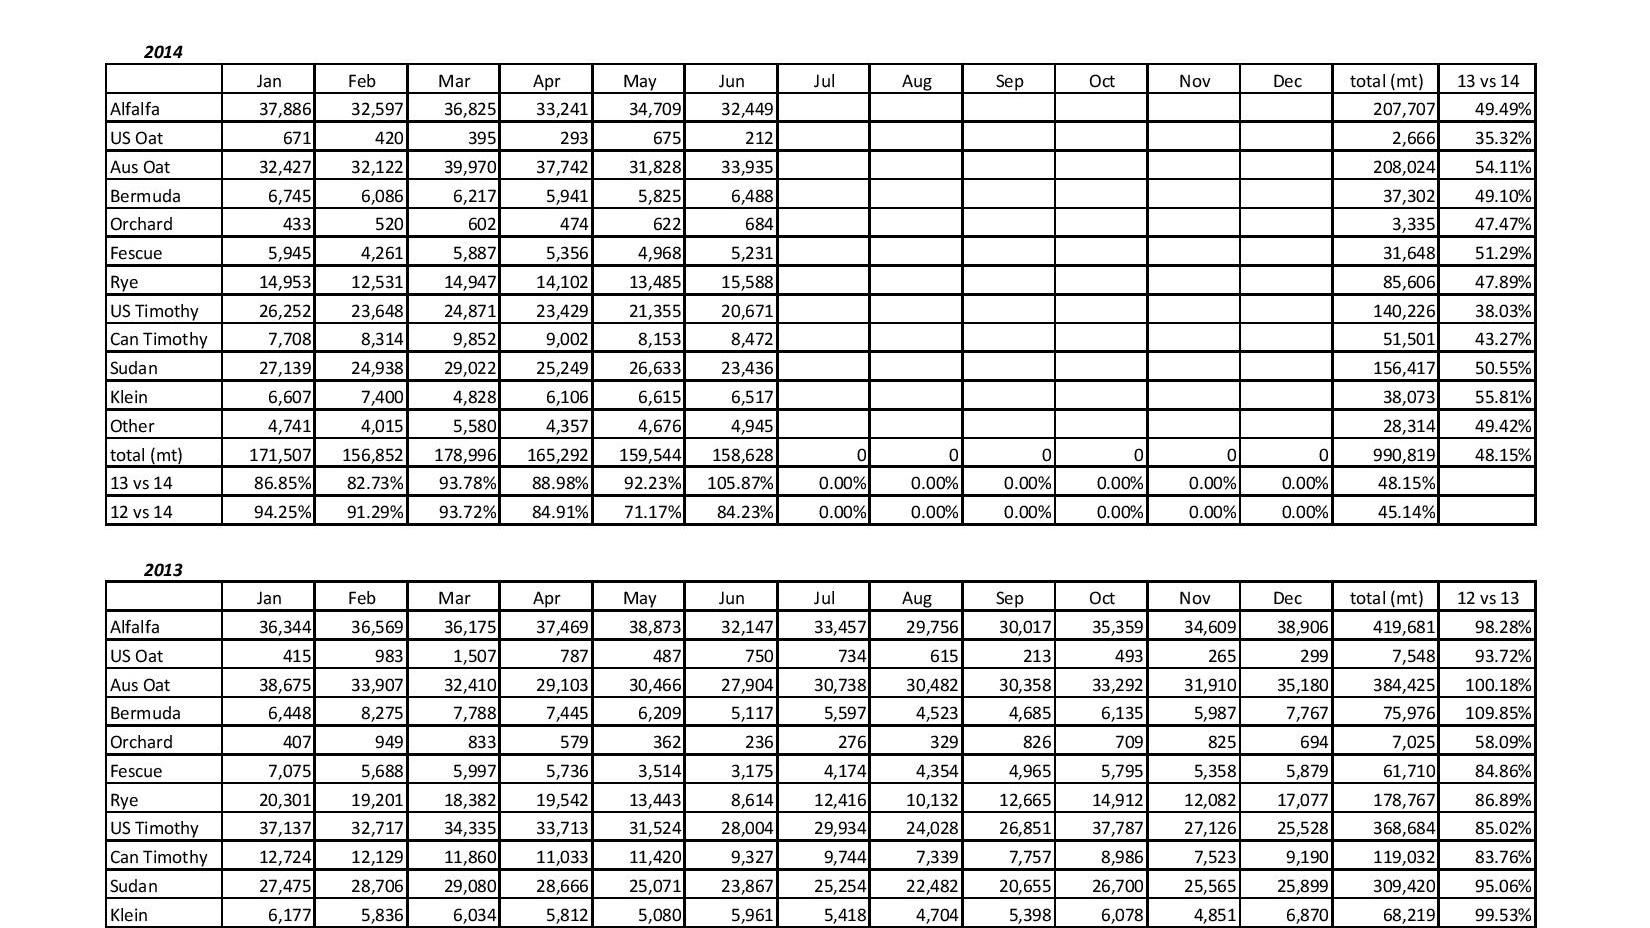 2014
Jan Feb Mar Apr May Jun Jul Aug Sep Oct Nov Dec total (mt) 13 vs 14
Alfalfa 37,886 32,597 36,825 33,241 34,709 32,449 207,707 49.49%
US Oat 671 420 395 293 675 212 2,666 35.32%
Aus Oat 32,427 32,122 39,970 37,742 31,828 33,935 208,024 54.11%
Bermuda 6,745 6,086 6,217 5,941 5,825 6,488 37,302 49.10%
Orchard 433 520 602 474 622 684 3,335 47.47%
Fescue 5,945 4,261 5,887 5,356 4,968 5,231 31,648 51.29%
Rye 14,953 12,531 14,947 14,102 13,485 15,588 85,606 47.89%
US Timothy 26,252 23,648 24,871 23,429 21,355 20,671 140,226 38.03%
Can Timothy 7,708 8,314 9,852 9,002 8,153 8,472 51,501 43.27%
Sudan 27,139 24,938 29,022 25,249 26,633 23,436 156,417 50.55%
Klein 6,607 7,400 4,828 6,106 6,615 6,517 38,073 55.81%
Other 4,741 4,015 5,580 4,357 4,676 4,945 28,314 49.42%
total (mt) 171,507 156,852 178,996 165,292 159,544 158,628 0 0 0 0 0 0 990,819 48.15%
13 vs 14 86.85% 82.73% 93.78% 88.98% 92.23% 105.87% 0.00% 0.00% 0.00% 0.00% 0.00% 0.00% 48.15%
12 vs 14 94.25% 91.29% 93.72% 84.91% 71.17% 84.23% 0.00% 0.00% 0.00% 0.00% 0.00% 0.00% 45.14%
2013
Jan Feb Mar Apr May Jun Jul Aug Sep Oct Nov Dec total (mt) 12 vs 13
Alfalfa 36,344 36,569 36,175 37,469 38,873 32,147 33,457 29,756 30,017 35,359 34,609 38,906 419,681 98.28%
US Oat 415 983 1,507 787 487 750 734 615 213 493 265 299 7,548 93.72%
Aus Oat 38,675 33,907 32,410 29,103 30,466 27,904 30,738 30,482 30,358 33,292 31,910 35,180 384,425 100.18%
Bermuda 6,448 8,275 7,788 7,445 6,209 5,117 5,597 4,523 4,685 6,135 5,987 7,767 75,976 109.85%
Orchard 407 949 833 579 362 236 276 329 826 709 825 694 7,025 58.09%
Fescue 7,075 5,688 5,997 5,736 3,514 3,175 4,174 4,354 4,965 5,795 5,358 5,879 61,710 84.86%
Rye 20,301 19,201 18,382 19,542 13,443 8,614 12,416 10,132 12,665 14,912 12,082 17,077 178,767 86.89%
US Timothy 37,137 32,717 34,335 33,713 31,524 28,004 29,934 24,028 26,851 37,787 27,126 25,528 368,684 85.02%
Can Timothy 12,724 12,129 11,860 11,033 11,420 9,327 9,744 7,339 7,757 8,986 7,523 9,190 119,032 83.76%
Sudan 27,475 28,706 29,080 28,666 25,071 23,867 25,254 22,482 20,655 26,700 25,565 25,899 309,420 95.06%
Klein 6,177 5,836 6,034 5,812 5,080 5,961 5,418 4,704 5,398 6,078 4,851 6,870 68,219 99.53%